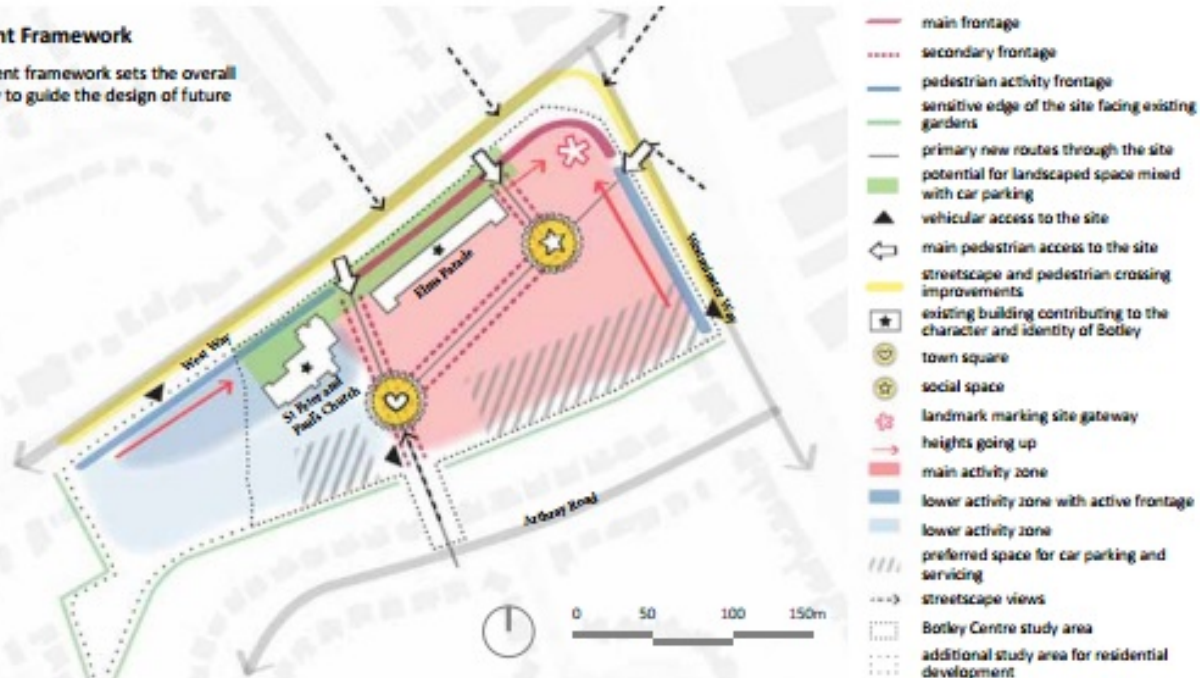 nt Framework
ent framework sets the overall
y to guide the design of future
West Way
Elms Parade
St Peter and
Paul's Church
Westminster Way
Arthray Road
0 50 100 150m
main frontage
secondary frontage
pedestrian activity frontage
sensitive edge of the site facing existing
gardens
primary new routes through the site
potential for landscaped space mixed
with car parking
vehicular access to the site
main pedestrian access to the site
streetscape and pedestrian crossing
improvements
existing building contributing to the
character and identity of Botley
town square
social space
landmark marking site gateway
heights going up
main activity zone
lower activity zone with active frontage
lower activity zone
preferred space for car parking and
servicing
streetscape views
Botley Centre study area
additional study area for residential
development